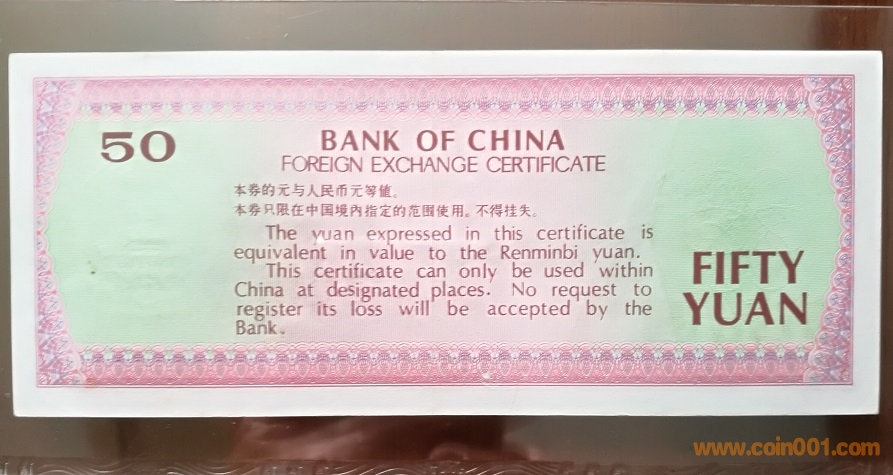 50
BANK OF CHINA
FOREIGN EXCHANGE CERTIFICATE
本券的元与人民币元等值。
本券只限在中国境内指定的范围使用。不得挂失。
The yuan expressed in this certificate is
equivalent in value to the Renminbi yuan.
This certificate can only be used within
China at designated places. No request to
register its loss will be accepted by the
Bank.
FIFTY
YUAN
www.coin001.com